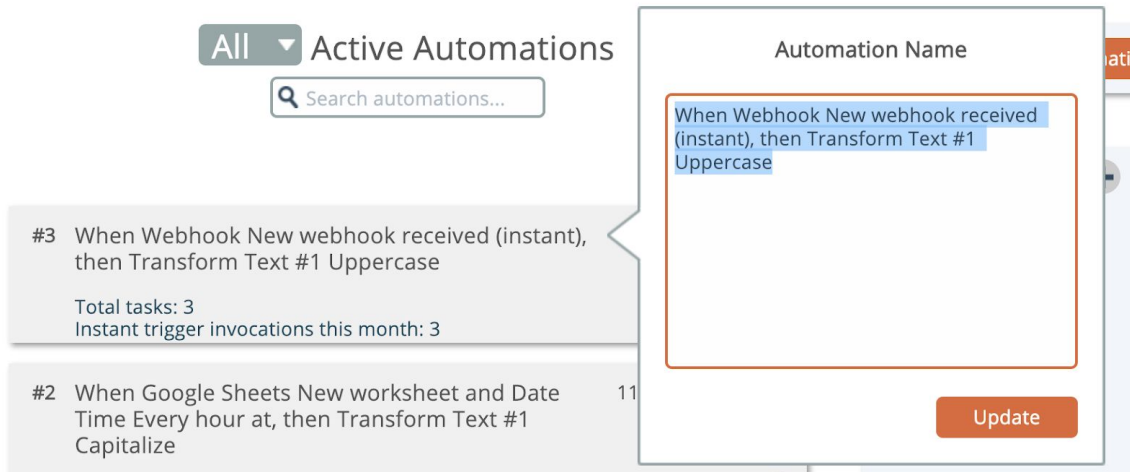 All
Active Automations
Search automations...
#3 When Webhook New webhook received (instant),
then Transform Text #1 Uppercase
Total tasks: 3
Instant trigger invocations this month: 3
#2 When Google Sheets New worksheet and Date
Time Every hour at, then Transform Text #1
Capitalize
11
Automation Name
When Webhook New webhook received
(instant), then Transform Text #1
Uppercase
Update